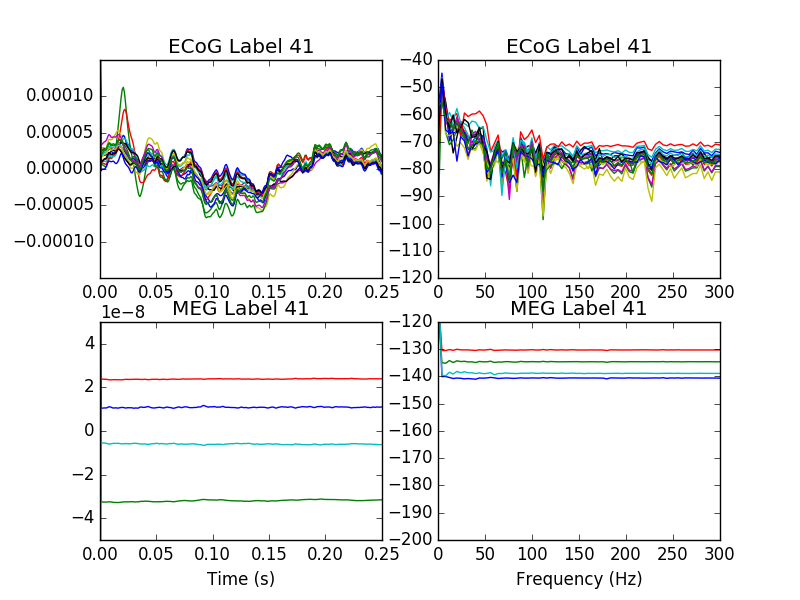 ECoG Label 41
ECoG Label 41
0.00010
0.00005
0.00000
−0.00005
−0.00010
0.00 0.05 0.10 0.15 0.20 0.25
−40
−50
−60
−70
−80
−90
−100
−110
−120
0 50 100 150 200 250 300
MEG Label 41
MEG Label 41
1e−8
4
2
0
−2
−4
0.00 0.05 0.10 0.15 0.20 0.25
Time (s)
−120
−130
−140
−150
−160
−170
−180
−190
−200
0 50 100 150 200 250 300
Frequency (Hz)